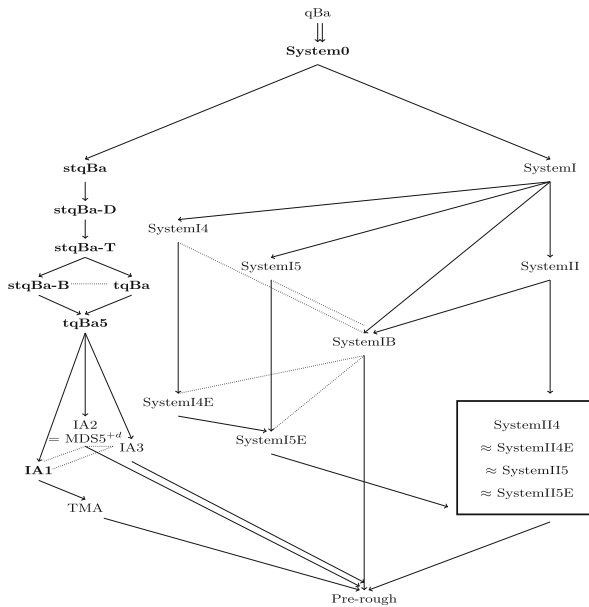 qBa
System0
stqBa
SystemI
stqBa-D
SystemI4
stqBa-T
SystemI5
SystemII
stqBa-B
tqBa
tqBa5
SystemIB
SystemI4E
IA2
= MDS5+d
IA3
SystemI5E
SystemII4
≈ SystemII4E
≈ SystemII5
≈ SystemII5E
IA1
TMA
Pre-rough